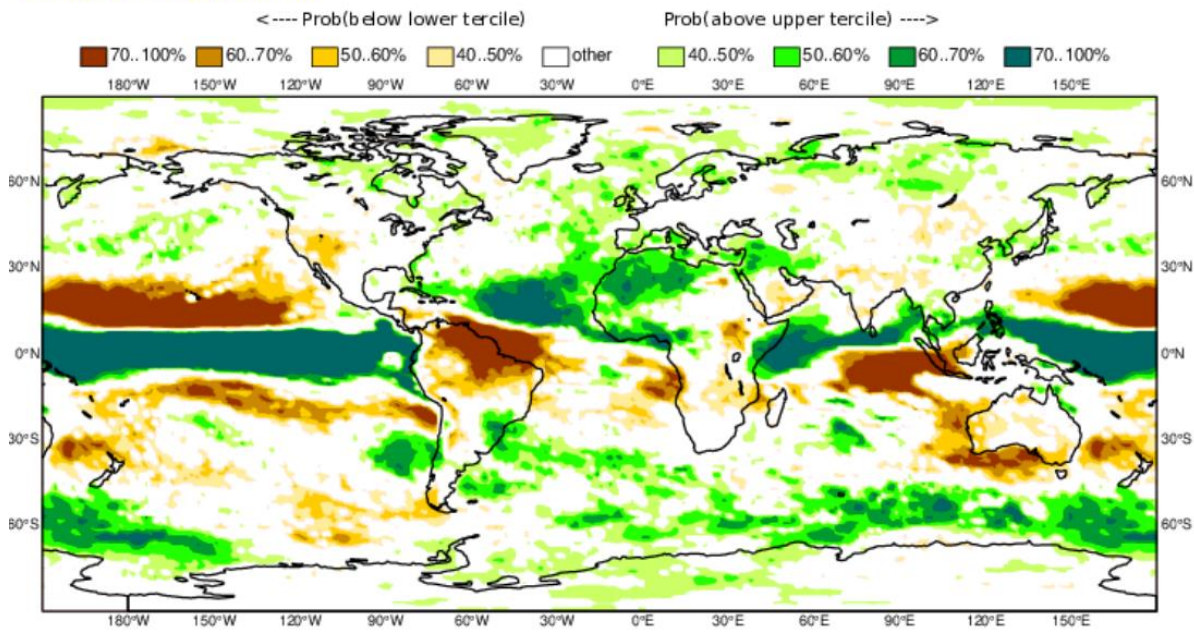 <---- Prob(below lower tercile) Prob(above upper tercile) ---->
70..100% 60..70% 50..60% 40..50% other 40..50% 50..60% 60..70% 70..100%
180°W 150°W 120°W 90°W 60°W 30°W 0°E 30°E 60°E 90°E 120°E 150°E
60°N 60°N
30°N 30°N
0°N 0°N
30°S 30°S
60°S 60°S
180°W 150°W 120°W 90°W 60°W 30°W 0°E 30°E 60°E 90°E 120°E 150°E